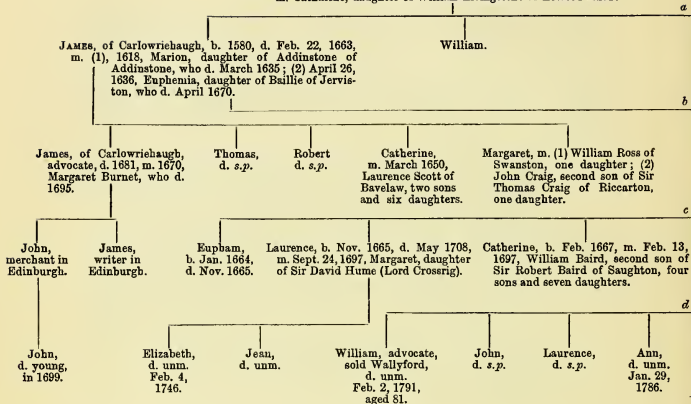 daughter of William
a
JAMES, of Carlowriehaugh, b. 1580, d. Feb. 22, 1663,
m. (1), 1618, Marion, daughter of Addinstone of
Addinstone, who d. March 1635; (2) April 26,
1636, Euphemia, daughter of Baillie of Jervis-
ton, who d. April 1670.
William.
b
James, of Carlowriehaugh,
advocate, d. 1681, m. 1670,
Margaret Burnet, who d.
1695.
Thomas,
d. s.p.
Robert
d. s.p.
Catherine,
m. March 1650,
Laurence Scott of
Bavelaw, two sons
and six daughters.
Margaret, m. (1) William Ross of
Swanston, one daughter; (2)
John Craig, second son of Sir
Thomas Craig of Riccarton,
one daughter.
c
John,
merchant in
Edinburgh.
James,
writer in
Edinburgh.
Eupham,
b. Jan. 1664,
d. Nov. 1665.
Laurence, b. Nov. 1665, d. May 1708,
m. Sept. 24, 1697, Margaret, daughter
of Sir David Hume (Lord Crossrig).
Catherine, b. Feb. 1667, m. Feb. 13,
1697, William Baird, second son of
Sir Robert Baird of Saughton, four
sons and seven daughters.
d
John,
d. young,
in 1699.
Elizabeth,
d. unm.
Feb. 4,
1746.
Jean,
d. unm.
William, advocate,
sold Wallyford,
d. unm.
Feb. 2, 1791,
aged 81.
John,
d. s.p.
Laurence,
d. s.p.
Ann,
d. unm.
Jan. 29,
1786.